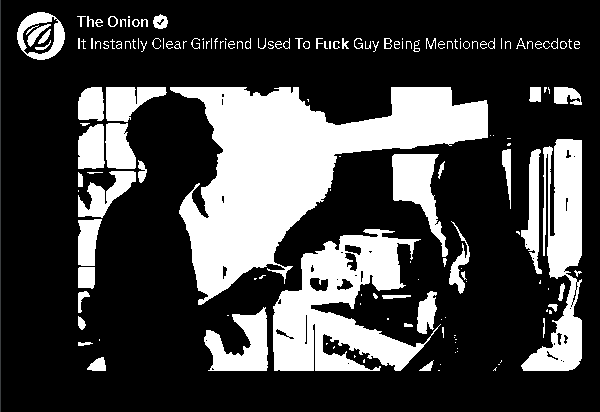 The Onion
It Instantly Clear Girlfriend Used To Fuck Guy Being Mentioned In Anecdote